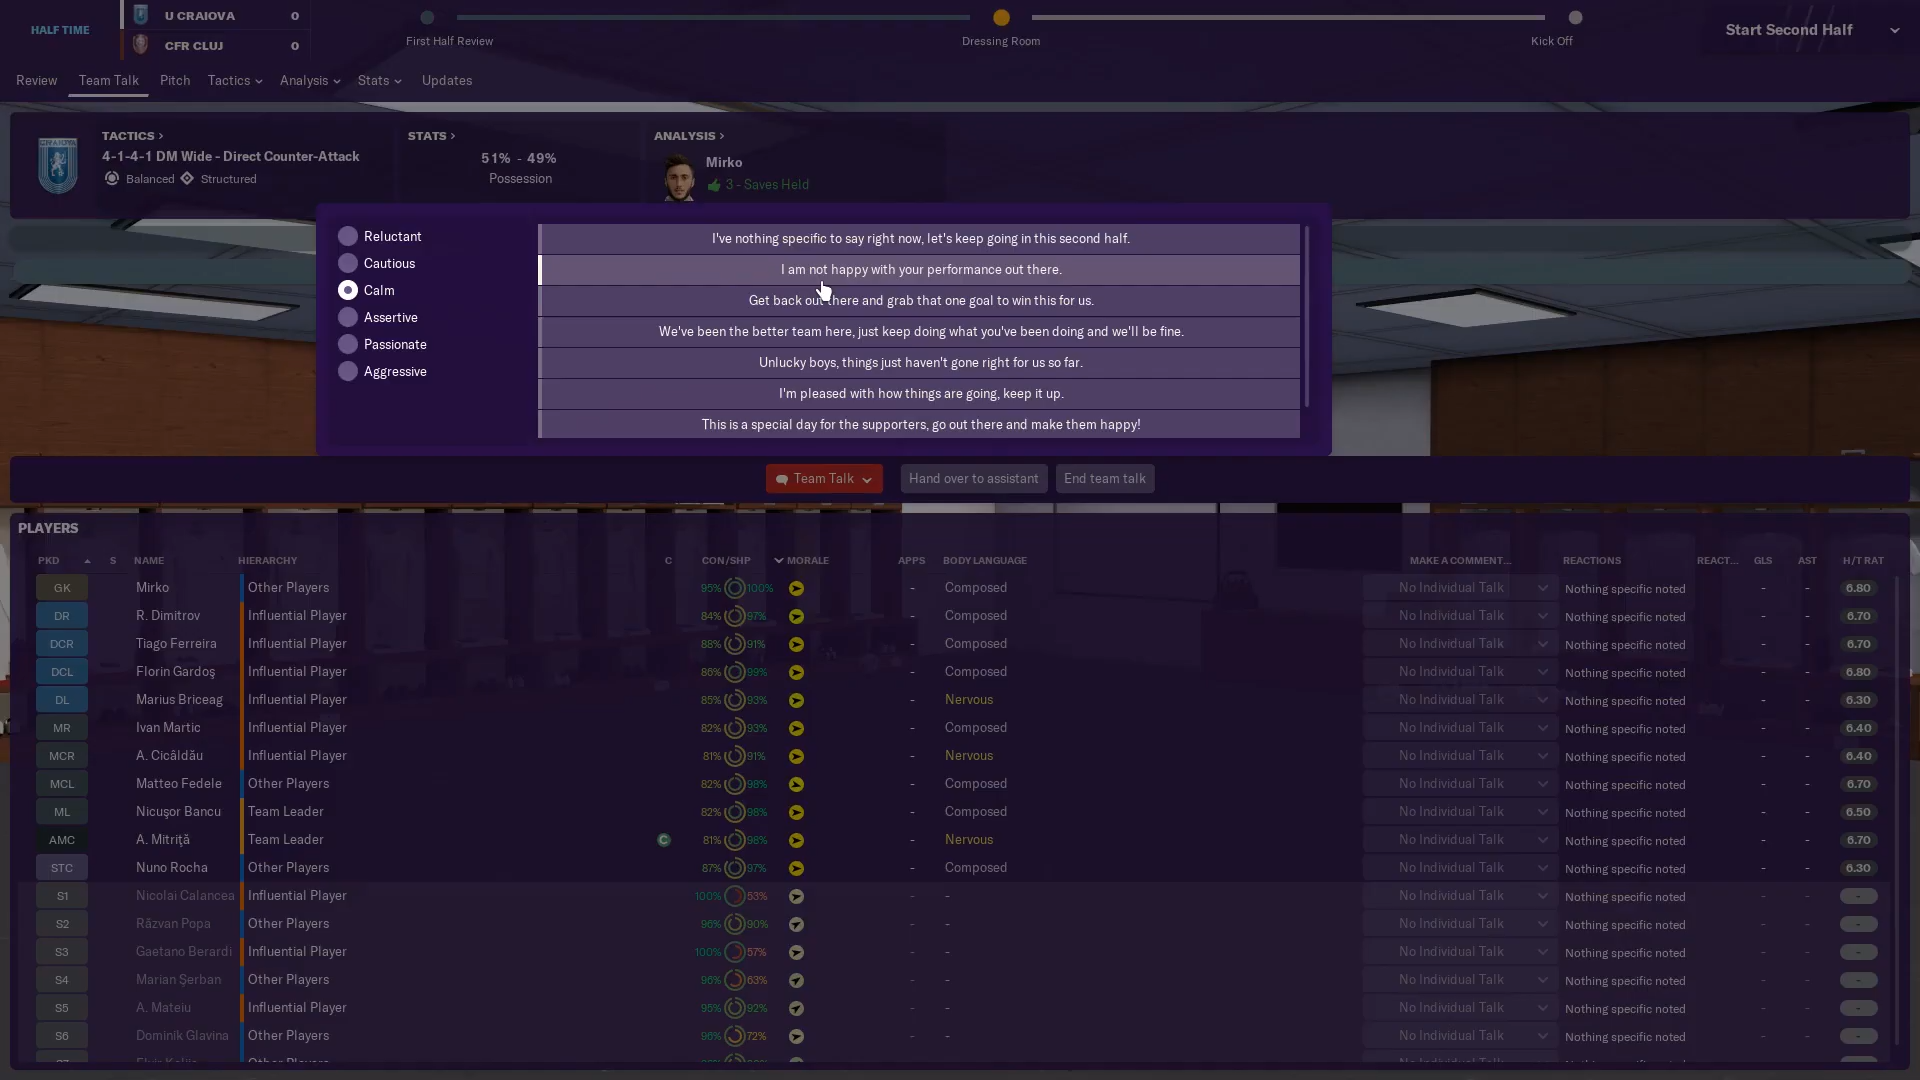 HALF TIME
U CRAIOVA 0
CFR CLUJ 0
First Half Review
Dressing Room
Kick Off
Start Second Half
Review Team Talk Pitch Tactics Analysis Stats Updates
TACTICS >
4-1-4-1 DM Wide - Direct Counter-Attack
Balanced Structured
STATS >
51% - 49%
Possession
ANALYSIS >
Mirko
3 - Saves Held
Reluctant
Cautious
Calm
Assertive
Passionate
Aggressive
I've nothing specific to say right now, let's keep going in this second half.
I am not happy with your performance out there.
Get back out there and grab that one goal to win this for us.
We've been the better team here, just keep doing what you've been doing and we'll be fine.
Unlucky boys, things just haven't gone right for us so far.
I'm pleased with how things are going, keep it up.
This is a special day for the supporters, go out there and make them happy!
Team Talk Hand over to assistant End team talk
PLAYERS
PKD S NAME HIERARCHY C CON/SHP MORALE APPS BODY LANGUAGE MAKE A COMMENT... REACTIONS REACT... GLS AST H/T RAT
GK Mirko Other Players 95% 100% - Composed No Individual Talk Nothing specific noted - - 6.80
DR R. Dimitrov Influential Player 84% 97% - Composed No Individual Talk Nothing specific noted - - 6.70
DCR Tiago Ferreira Influential Player 88% 91% - Composed No Individual Talk Nothing specific noted - - 6.70
DCL Florin Gardoş Influential Player 86% 99% - Composed No Individual Talk Nothing specific noted - - 6.80
DL Marius Briceag Influential Player 85% 93% - Nervous No Individual Talk Nothing specific noted - - 6.30
MR Ivan Martic Influential Player 82% 93% - Composed No Individual Talk Nothing specific noted - - 6.40
MCR A. Cicâldău Influential Player 81% 91% - Nervous No Individual Talk Nothing specific noted - - 6.40
MCL Matteo Fedele Other Players 82% 98% - Composed No Individual Talk Nothing specific noted - - 6.70
ML Nicuşor Bancu Team Leader 82% 98% - Composed No Individual Talk Nothing specific noted - - 6.50
AMC A. Mitriţă Team Leader C 81% 98% - Nervous No Individual Talk Nothing specific noted - - 6.70
STC Nuno Rocha Other Players 87% 97% - Composed No Individual Talk Nothing specific noted - - 6.30
S1 Nicolai Calancea Influential Player 100% 53% - - No Individual Talk Nothing specific noted - - -
S2 Răzvan Popa Other Players 96% 90% - - No Individual Talk Nothing specific noted - - -
S3 Gaetano Berardi Influential Player 100% 57% - - No Individual Talk Nothing specific noted - - -
S4 Marian Şerban Other Players 96% 63% - - No Individual Talk Nothing specific noted - - -
S5 A. Mateiu Influential Player 95% 92% - - No Individual Talk Nothing specific noted - - -
S6 Dominik Glavina Other Players 96% 72% - - No Individual Talk Nothing specific noted - - -
Other Players No Individual Talk